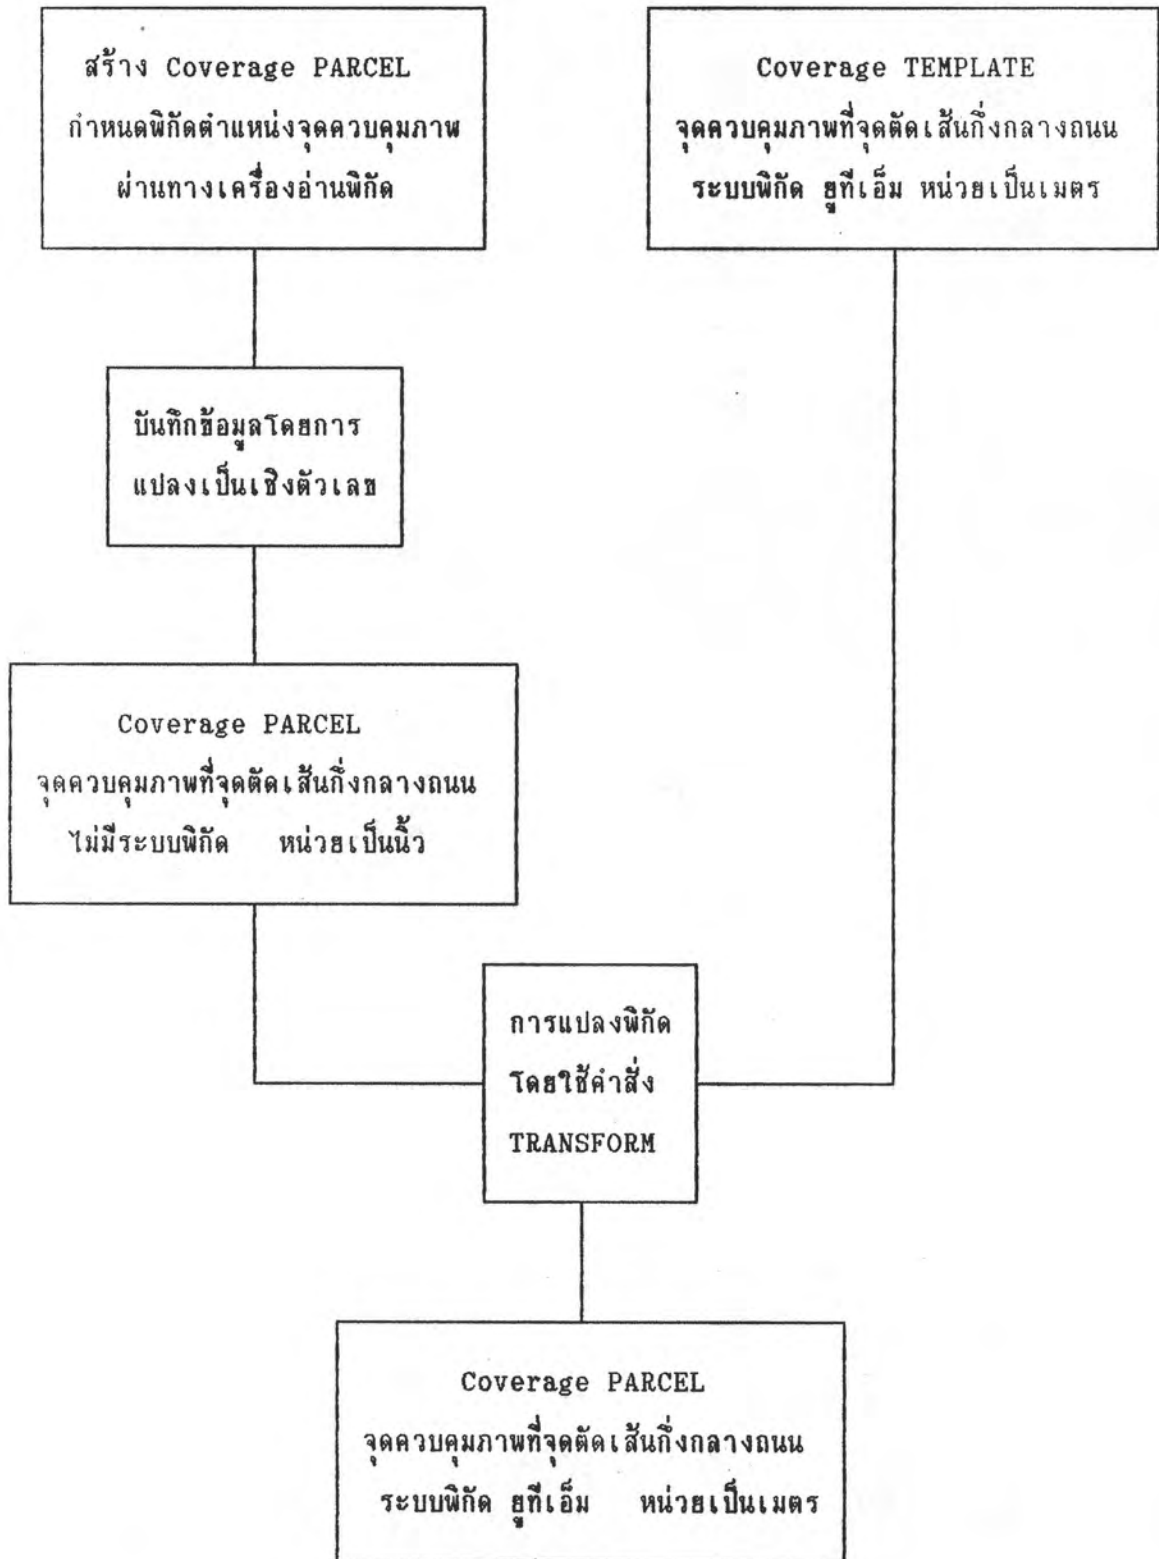 สร้าง Coverage PARCEL
กำหนดพิกัดตำแหน่งจุดควบคุมภาพ
ผ่านทางเครื่องอ่านพิกัด
Coverage TEMPLATE
จุดควบคุมภาพที่จุดตัดเส้นกึ่งกลางถนน
ระบบพิกัด ยูทีเอ็ม หน่วยเป็นเมตร
บันทึกข้อมูลโดยการ
แปลงเป็นเชิงตัวเลข
Coverage PARCEL
จุดควบคุมภาพที่จุดตัดเส้นกึ่งกลางถนน
ไม่มีระบบพิกัด หน่วยเป็นนิ้ว
การแปลงพิกัด
โดยใช้คำสั่ง
TRANSFORM
Coverage PARCEL
จุดควบคุมภาพที่จุดตัดเส้นกึ่งกลางถนน
ระบบพิกัด ยูทีเอ็ม หน่วยเป็นเมตร